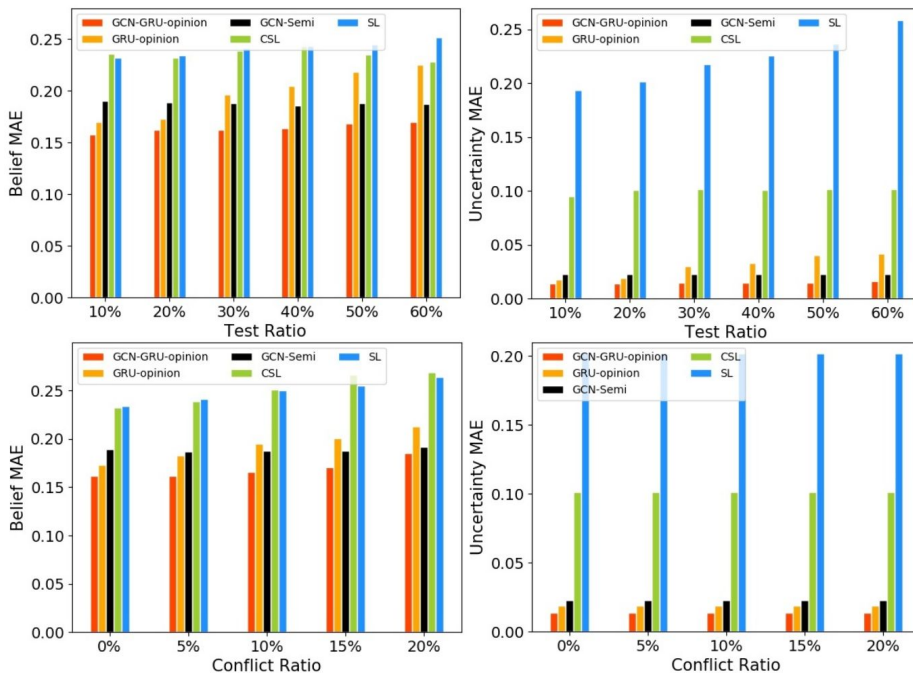 GCN-GRU-opinion GCN-Semi SL
GRU-opinion CSL
Belief MAE
0.25
0.20
0.15
0.10
0.05
0.00
10% 20% 30% 40% 50% 60%
Test Ratio
GCN-GRU-opinion GCN-Semi SL
GRU-opinion CSL
Uncertainty MAE
0.25
0.20
0.15
0.10
0.05
0.00
10% 20% 30% 40% 50% 60%
Test Ratio
GCN-GRU-opinion GCN-Semi SL
GRU-opinion CSL
Belief MAE
0.25
0.20
0.15
0.10
0.05
0.00
0% 5% 10% 15% 20%
Conflict Ratio
GCN-GRU-opinion CSL
GRU-opinion SL
GCN-Semi
Uncertainty MAE
0.20
0.15
0.10
0.05
0.00
0% 5% 10% 15% 20%
Conflict Ratio